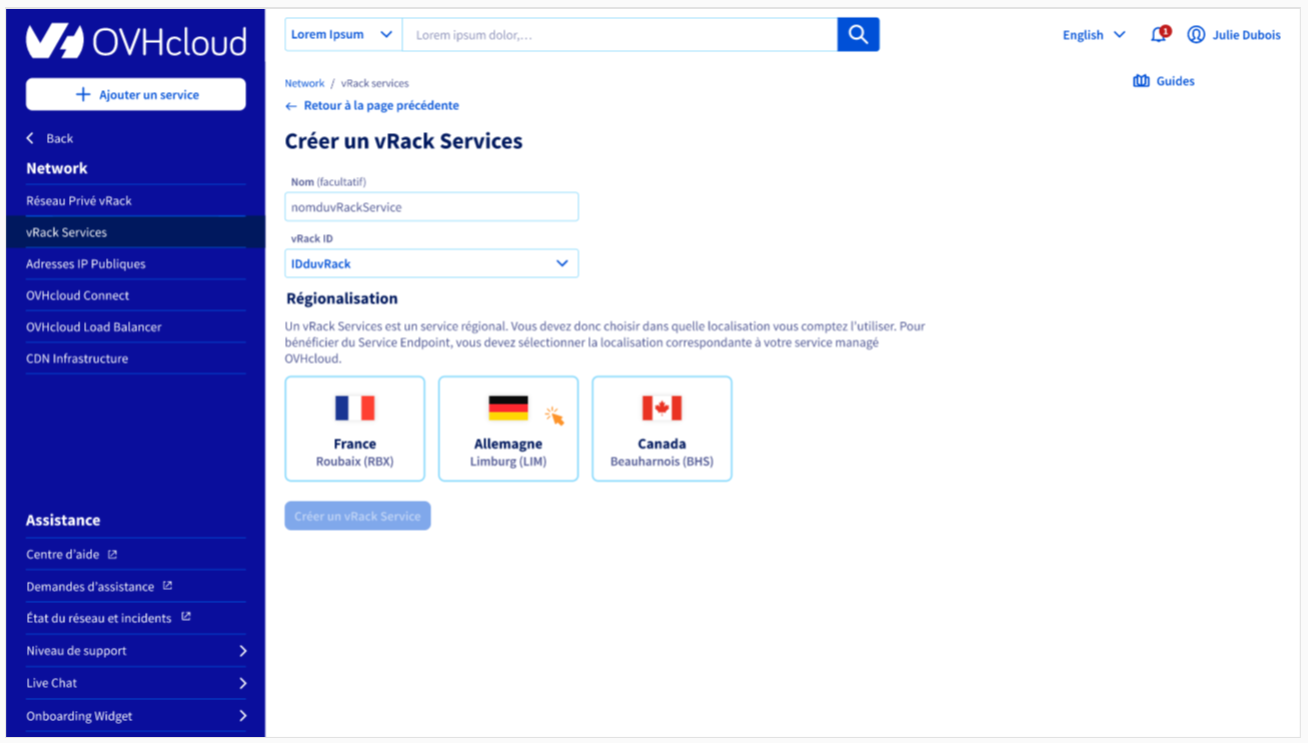 OVHcloud
Lorem Ipsum
Lorem ipsum dolor,...
English
1
Julie Dubois
Ajouter un service
Back
Network
Réseau Privé vRack
vRack Services
Adresses IP Publiques
OVHcloud Connect
OVHcloud Load Balancer
CDN Infrastructure
Assistance
Centre d'aide
Demandes d'assistance
État du réseau et incidents
Niveau de support
Live Chat
Onboarding Widget
Network / vRack services
Guides
← Retour à la page précédente
Créer un vRack Services
Nom (facultatif)
nomduvRackService
vRack ID
IDduvRack
Régionalisation
Un vRack Services est un service régional. Vous devez donc choisir dans quelle localisation vous comptez l'utiliser. Pour
bénéficier du Service Endpoint, vous devez sélectionner la localisation correspondante à votre service managé
OVHcloud.
France
Roubaix (RBX)
Allemagne
Limburg (LIM)
Canada
Beauharnois (BHS)
Créer un vRack Service